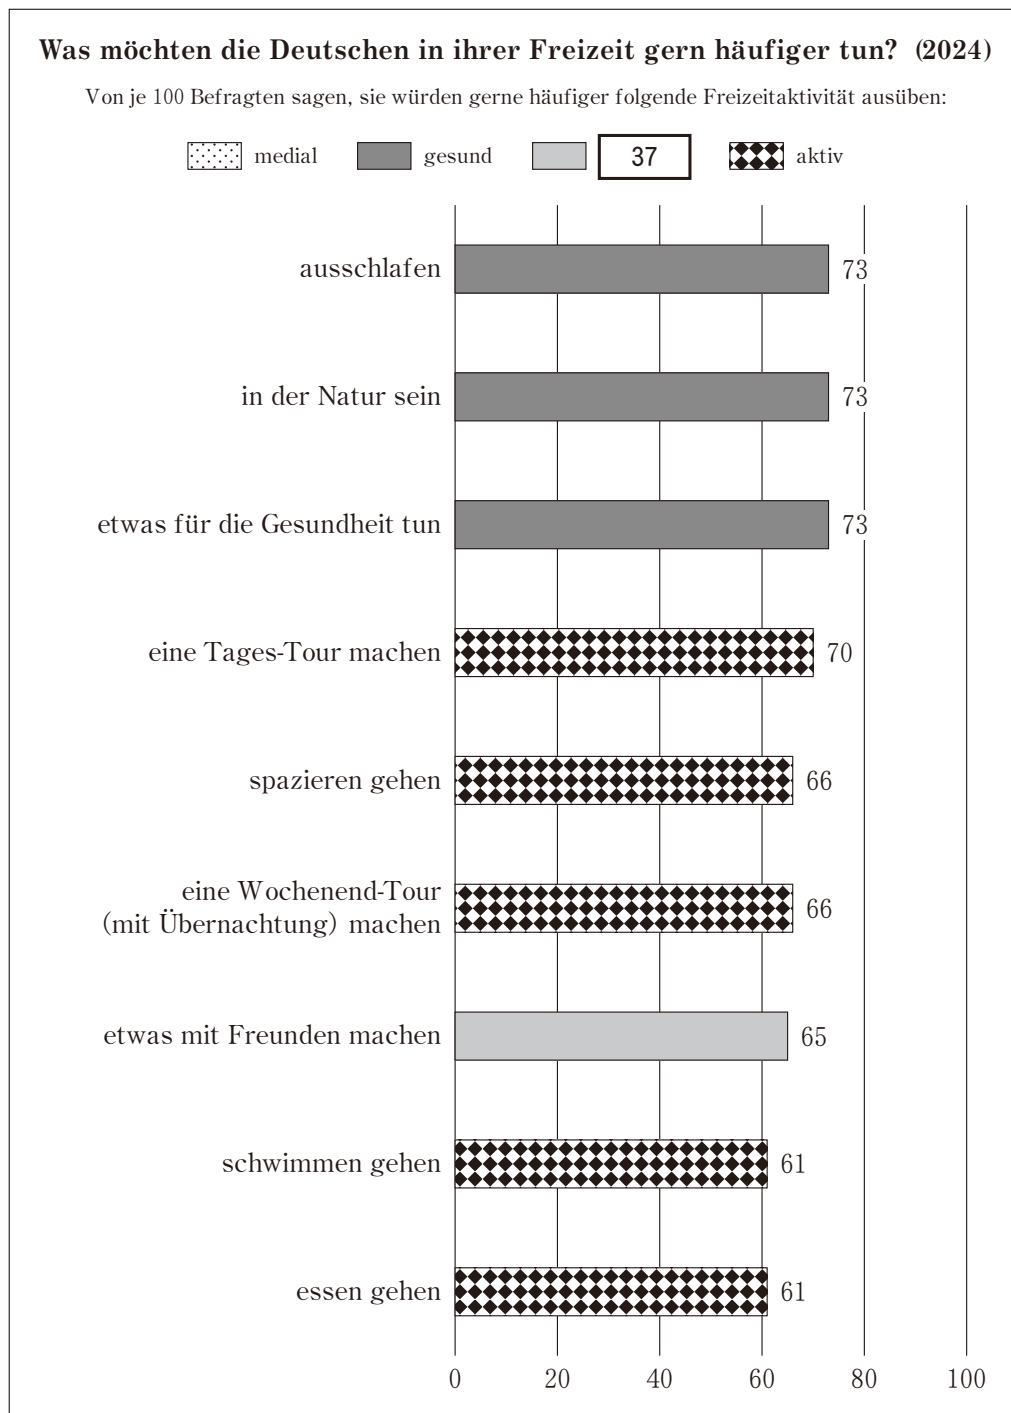 Was möchten die Deutschen in ihrer Freizeit gern häufiger tun? (2024)
Von je 100 Befragten sagen, sie würden gerne häufiger folgende Freizeitaktivität ausüben:
medial gesund 37 aktiv
ausschlafen 73
in der Natur sein 73
etwas für die Gesundheit tun 73
eine Tages-Tour machen 70
spazieren gehen 66
eine Wochenend-Tour
(mit Übernachtung) machen 66
etwas mit Freunden machen 65
schwimmen gehen 61
essen gehen 61
0 20 40 60 80 100